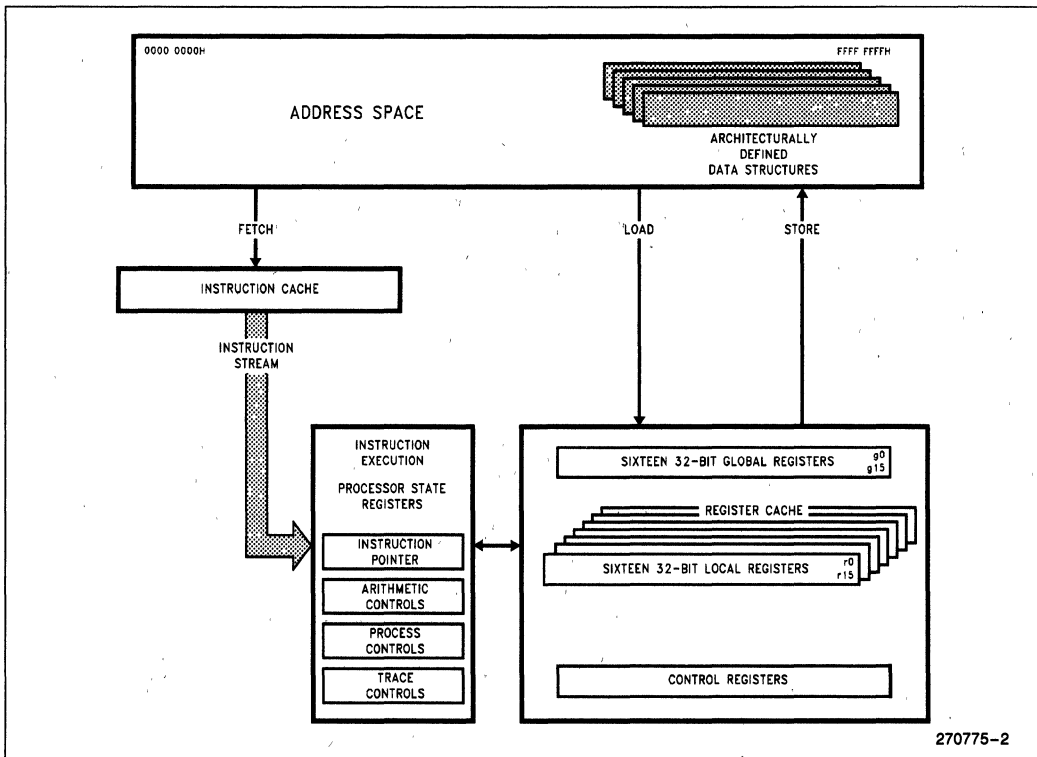 0000 0000H
FFFF FFFFH
ADDRESS SPACE
ARCHITECTURALLY
DEFINED
DATA STRUCTURES
FETCH
LOAD
STORE
INSTRUCTION CACHE
INSTRUCTION
STREAM
INSTRUCTION
EXECUTION
PROCESSOR STATE
REGISTERS
INSTRUCTION
POINTER
ARITHMETIC
CONTROLS
PROCESS
CONTROLS
TRACE
CONTROLS
SIXTEEN 32-BIT GLOBAL REGISTERS
g0
g15
REGISTER CACHE
SIXTEEN 32-BIT LOCAL REGISTERS
r0
r15
CONTROL REGISTERS
270775-2